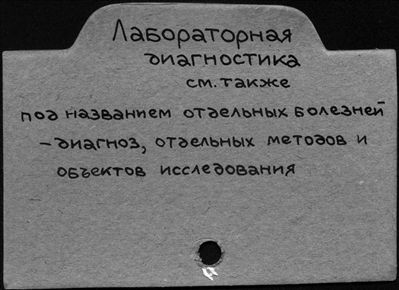 Лабораторная
диагностика
см. также
под названием отдельных болезней
- диагноз, отдельных методов и
объектов исследования